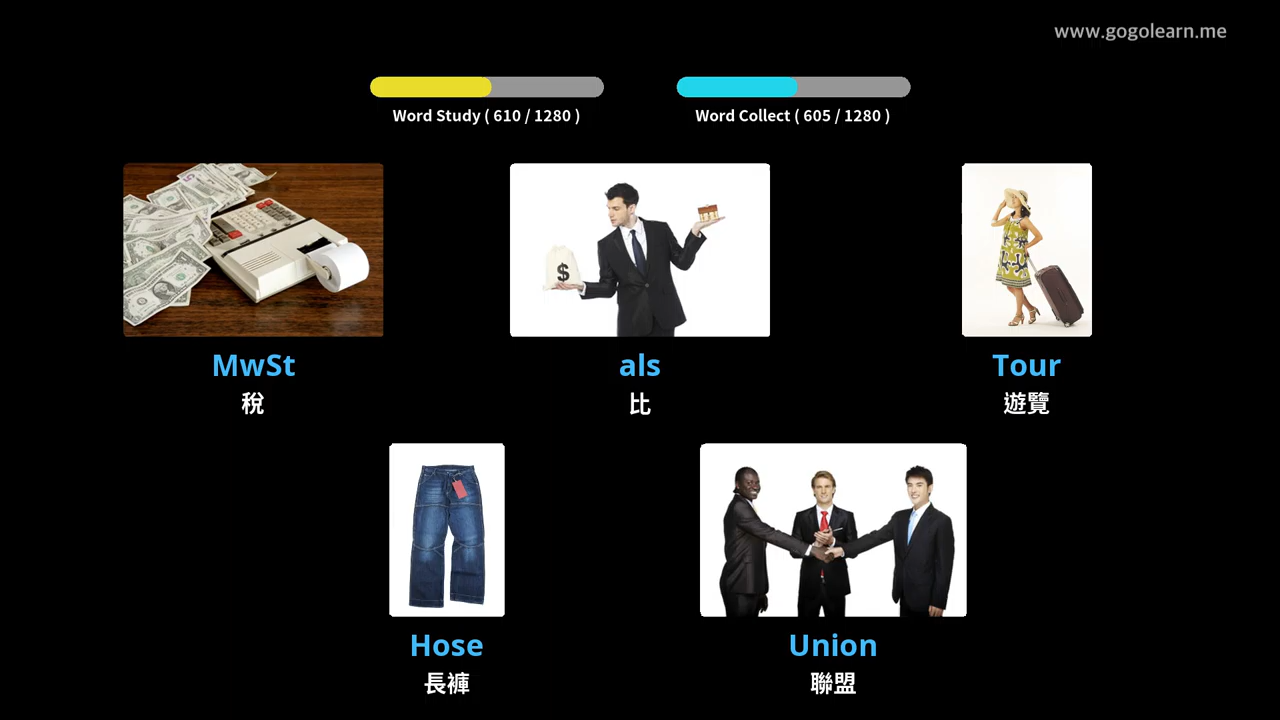 www.gogolearn.me
Word Study ( 610 / 1280 )
Word Collect ( 605 / 1280 )
$
MwSt
稅
als
比
Tour
遊覽
Hose
長褲
Union
聯盟